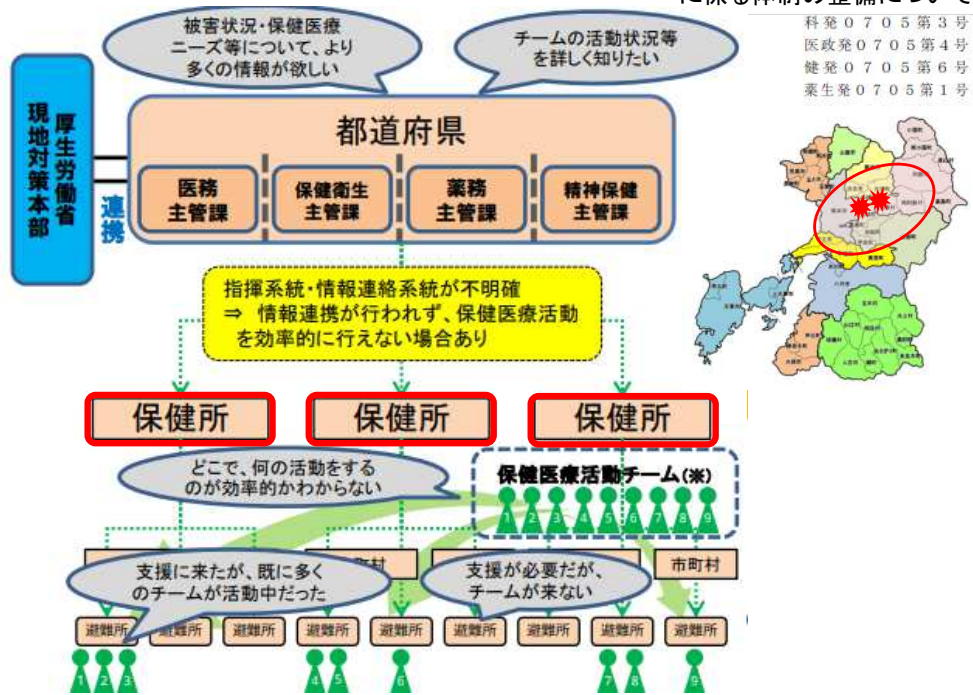 に係る体制の整備について
科発0705第3号
医政発0705第4号
健発0705第6号
薬生発0705第1号
被害状況・保健医療
ニーズ等について、より
多くの情報が欲しい
チームの活動状況等
を詳しく知りたい
厚生労働省
現地対策本部
連携
都道府県
医務
主管課
保健衛生
主管課
薬務
主管課
精神保健
主管課
指揮系統・情報連絡系統が不明確
⇒ 情報連携が行われず、保健医療活動
を効率的に行えない場合あり
保健所
保健所
保健所
どこで、何の活動をする
のが効率的かわからない
保健医療活動チーム(※)
1 2 3 4 5 6 7 8 9
町村
市町村
支援に来たが、既に多く
のチームが活動中だった
支援が必要だが、
チームが来ない
避難所 避難所 避難所 避難所 避難所 避難所 避難所 避難所 避難所
1 2 3 4 5 6 7 8 9